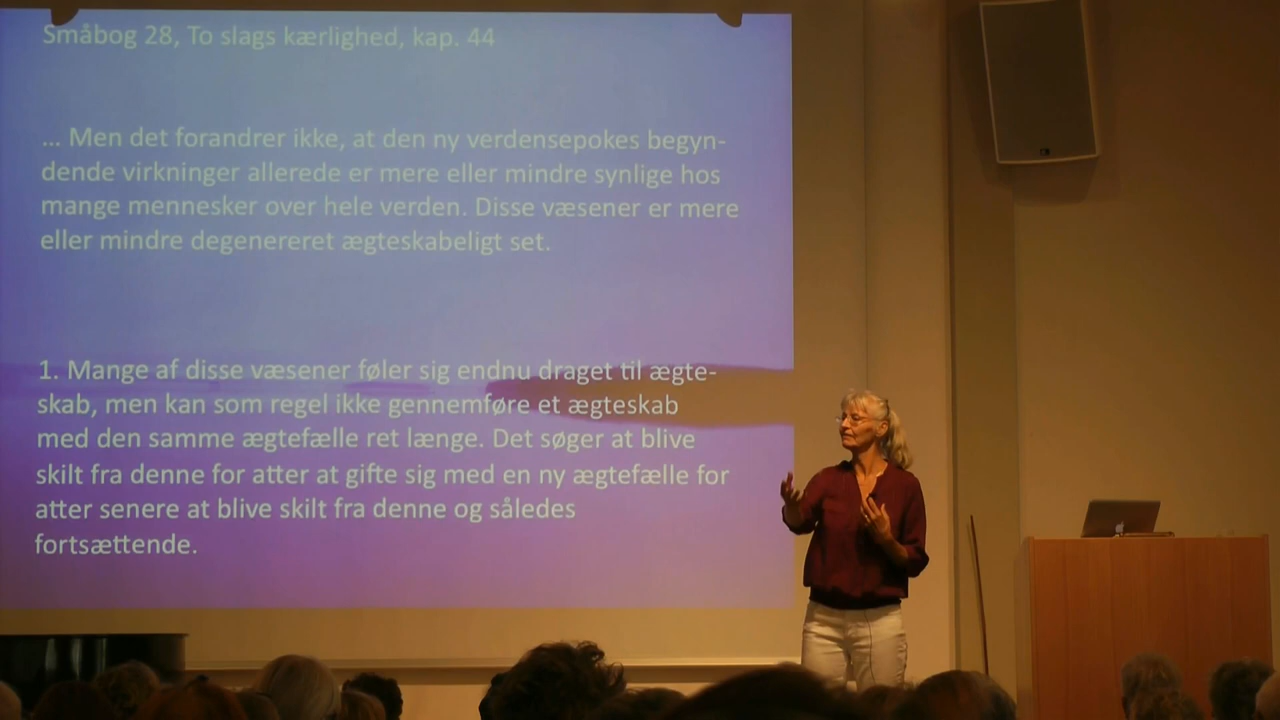 Småbog 28, To slags kærlighed, kap. 44
... Men det forandrer ikke, at den ny verdensepokes begyn-
dende virkninger allerede er mere eller mindre synlige hos
mange mennesker over hele verden. Disse væsener er mere
eller mindre degenereret ægteskabeligt set.
1. Mange af disse væsener føler sig endnu draget til ægte-
skab, men kan som regel ikke gennemføre et ægteskab
med den samme ægtefælle ret længe. Det søger at blive
skilt fra denne for atter at gifte sig med en ny ægtefælle for
atter senere at blive skilt fra denne og således
fortsættende.